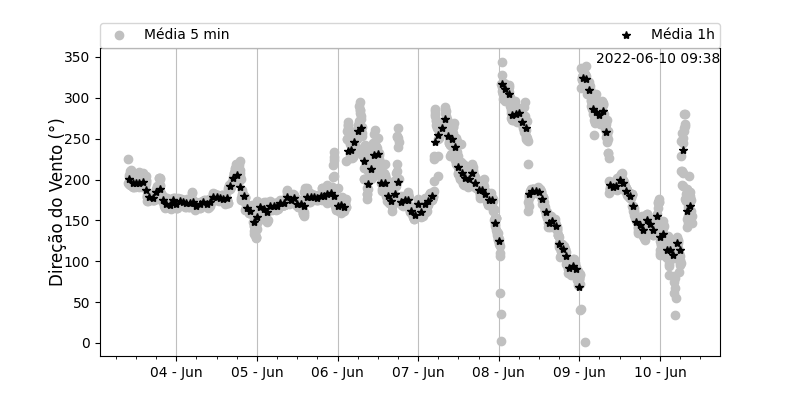 Média 5 min
Média 1h
2022-06-10 09:38
Direção do Vento (°)
350
300
250
200
150
100
50
0
04 - Jun
05 - Jun
06 - Jun
07 - Jun
08 - Jun
09 - Jun
10 - Jun